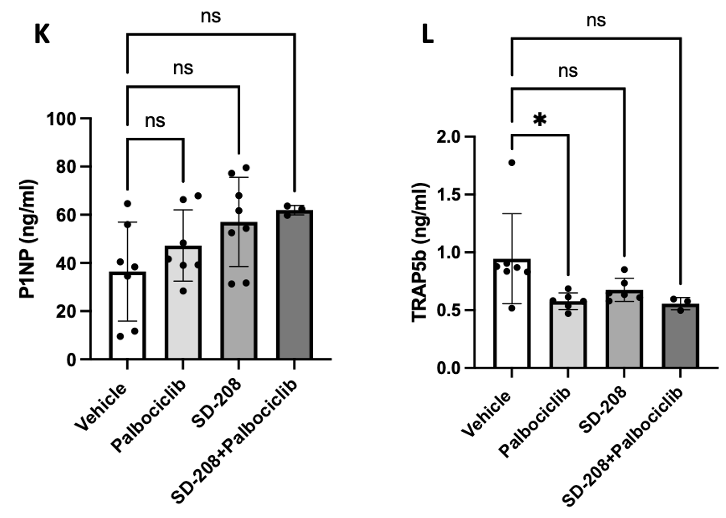 K
ns
ns
ns
P1NP (ng/ml)
100
80
60
40
20
0
Vehicle
Palbociclib
SD-208
SD-208+Palbociclib
L
ns
ns
*
TRAP5b (ng/ml)
2.0
1.5
1.0
0.5
0.0
Vehicle
Palbociclib
SD-208
SD-208+Palbociclib